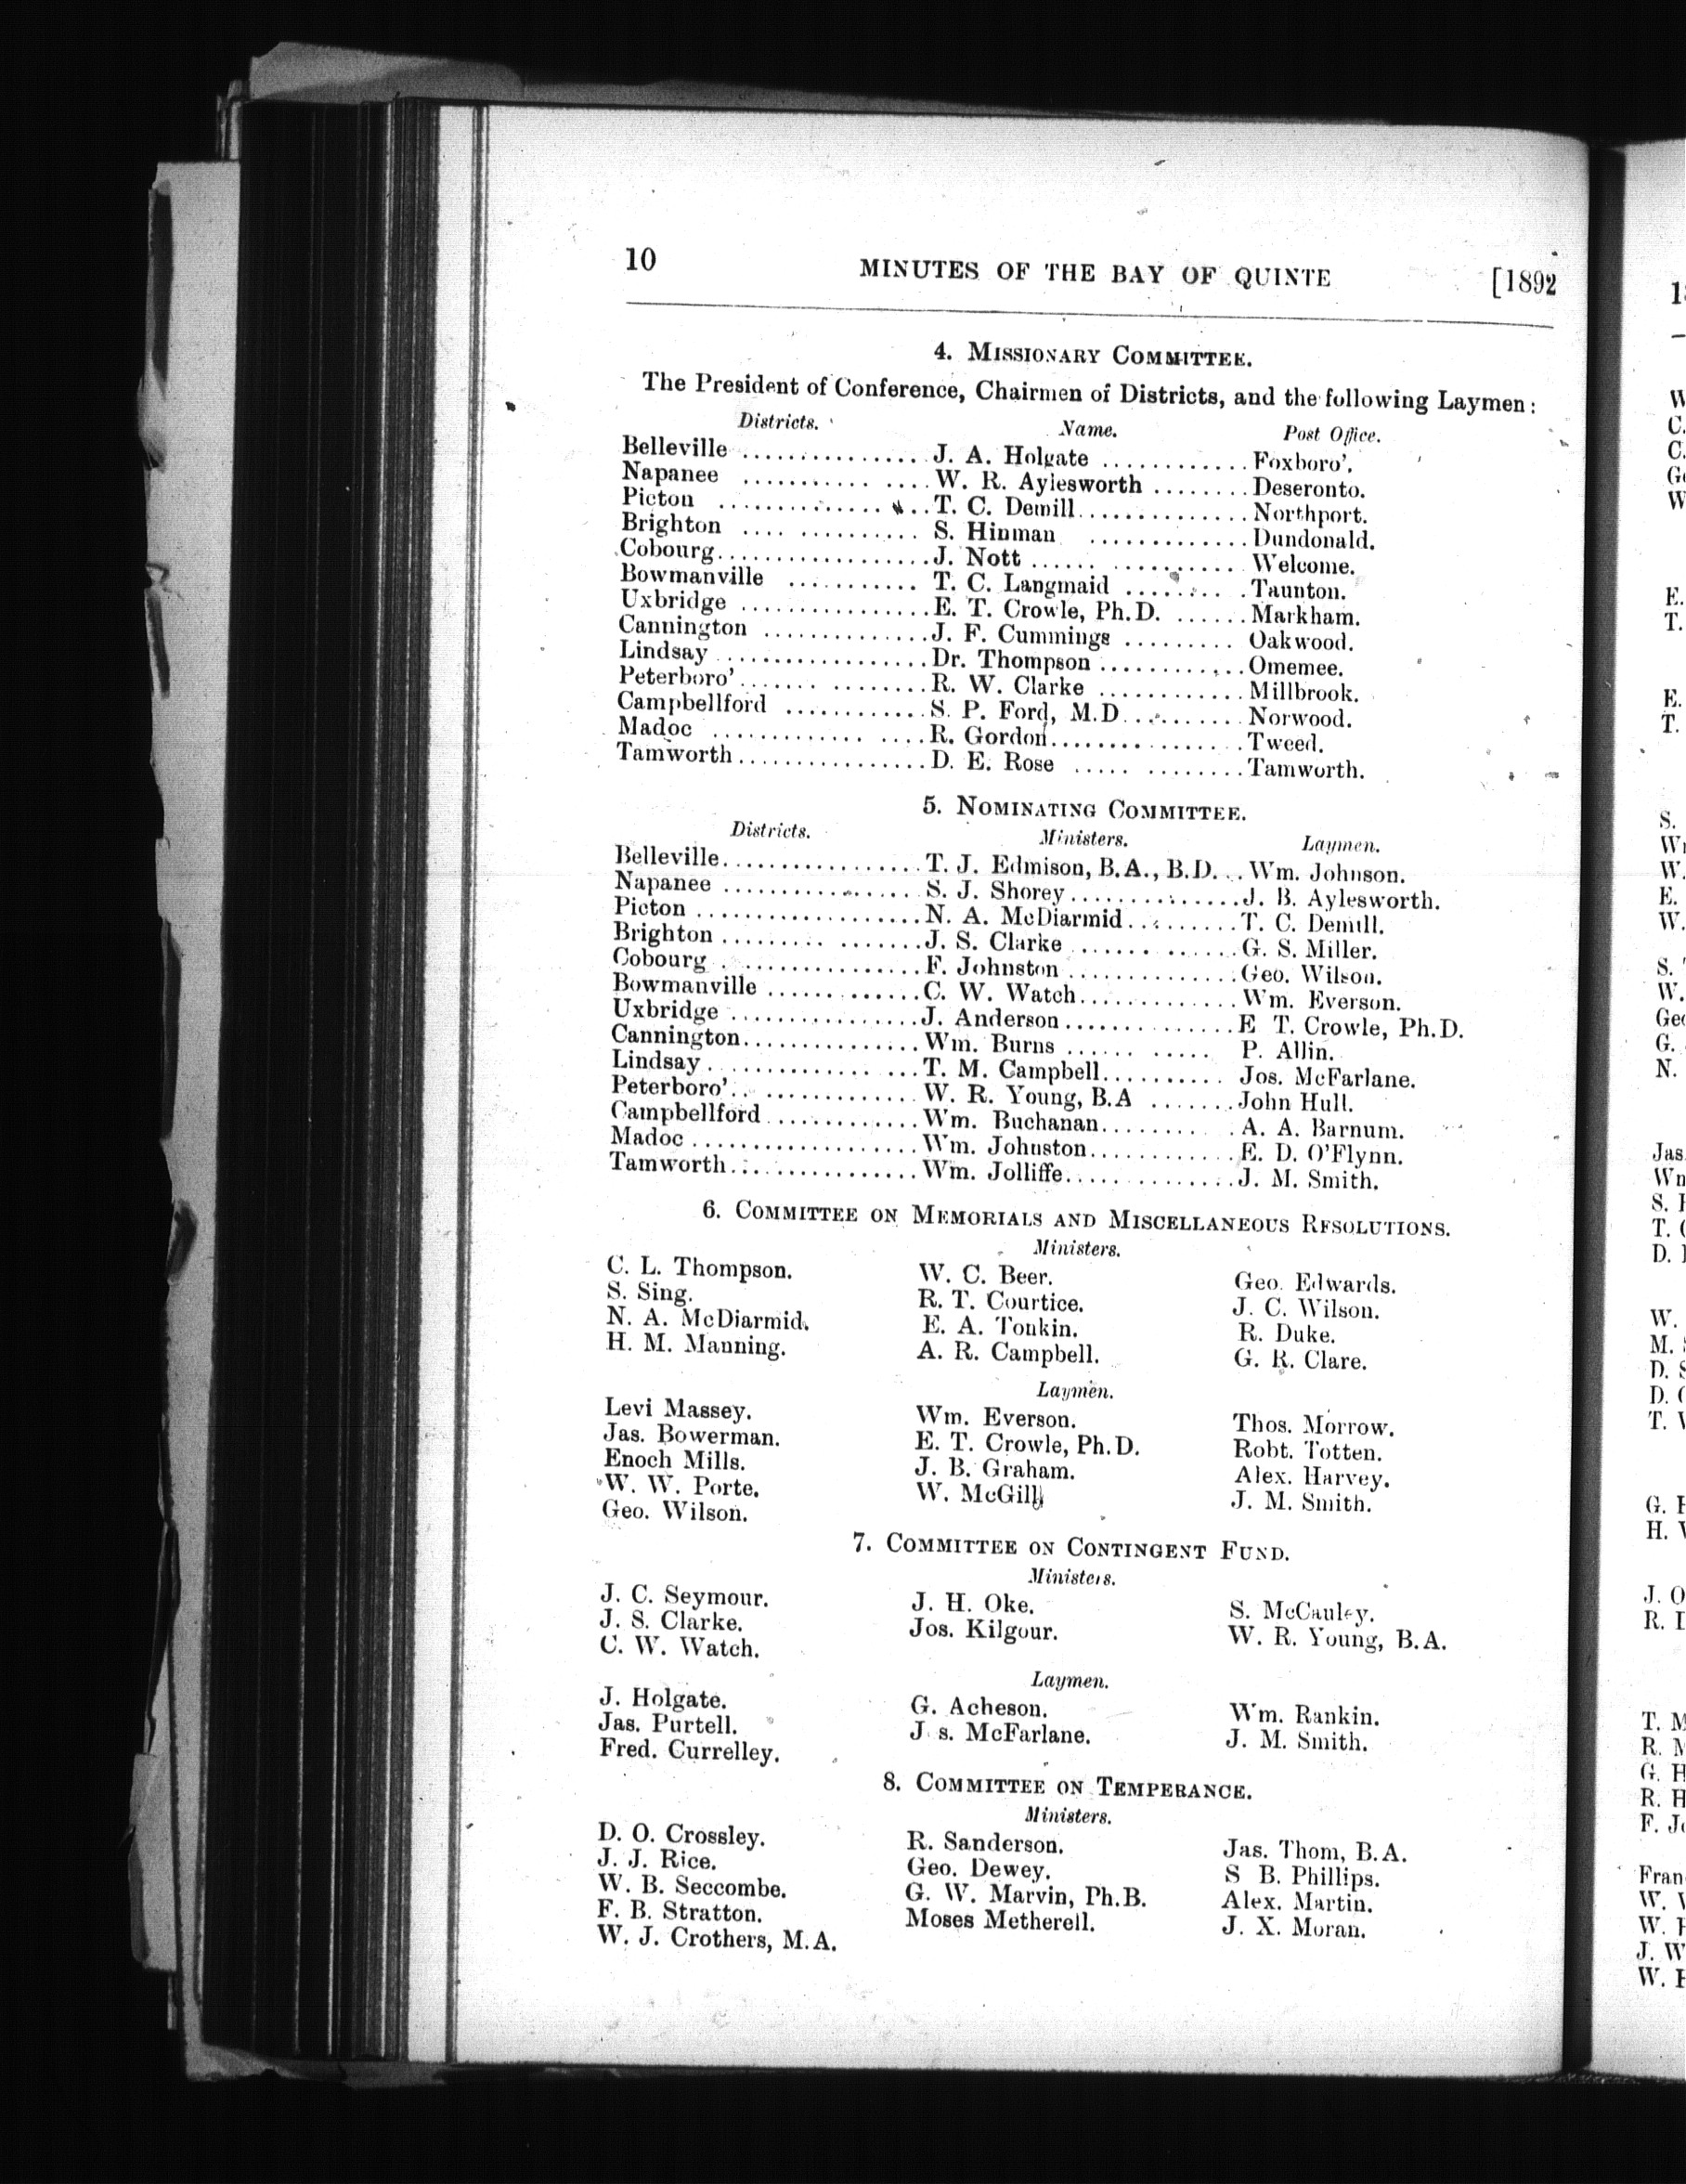 10 MINUTES OF THE BAY OF QUINTE [1892
4. MISSIONARY COMMITTEE.
The President of Conference, Chairmen of Districts, and the following Laymen :
Districts. Name. Post Office.
Belleville ................ J. A. Holgate ............ Foxboro'.
Napanee ............ .... W. R. Aylesworth ........ Deseronto.
Picton ................ .. T. C. Demill .............. Northport.
Brighton .... ........... S. Hinman ............. Dundonald.
Cobourg .................. J. Nott ...... ........... Welcome.
Bowmanville ........... T. C. Langmaid ........ . Taunton.
Uxbridge ................ E. T. Crowle, Ph.D. ...... Markham.
Cannington .............. J. F. Cummings ......... Oakwood.
Lindsay .................. Dr. Thompson ............ Omemee.
Peterboro' ....... ........ R. W. Clarke ............ Millbrook.
Campbellford ............ S. P. Ford, M.D. ......... Norwood.
Madoc ............. .... R. Gordon ................ Tweed.
Tamworth ................ D. E. Rose ..... ........ Tamworth.
5. NOMINATING COMMITTEE.
Districts. Ministers. Laymen.
Belleville ................. T. J. Edmison, B.A., B.D. .. Wm. Johnson.
Napanee ................. S. J. Shorey .............. J. B. Aylesworth.
Picton ................... N. A. McDiarmid .......... T. C. Demill.
Brighton ......... ....... J. S. Clarke ....... ...... G. S. Miller.
Cobourg ................. F. Johnston .............. Geo. Wilson.
Bowmanville ............. C. W. Watch ............. Wm. Everson.
Uxbridge ................ J. Anderson .............. E T. Crowle, Ph.D.
Cannington ............... Wm. Burns ...... ..... P. Allin.
Lindsay .............. ... T. M. Campbell .......... Jos. McFarlane.
Peterboro' .. ............. W. R. Young, B.A ....... John Hull.
Campbellford ............. Wm. Buchanan .......... . A. A. Barnum.
Madoc ................... Wm. Johnston ............ E. D. O'Flynn.
Tamworth ................ Wm. Jolliffe .............. J. M. Smith.
6. COMMITTEE ON MEMORIALS AND MISCELLANEOUS RESOLUTIONS.
Ministers.
C. L. Thompson. W. C. Beer. Geo. Edwards.
S. Sing. R. T. Courtice. J. C. Wilson.
N. A. McDiarmid. E. A. Tonkin. R. Duke.
H. M. Manning. A. R. Campbell. G. R. Clare.
Laymen.
Levi Massey. Wm. Everson. Thos. Morrow.
Jas. Bowerman. E. T. Crowle, Ph.D. Robt. Totten.
Enoch Mills. J. B. Graham. Alex. Harvey.
W. W. Porte. W. McGill J. M. Smith.
Geo. Wilson.
7. COMMITTEE ON CONTINGENT FUND.
Ministers.
J. C. Seymour. J. H. Oke. S. McCauley.
J. S. Clarke. Jos. Kilgour. W. R. Young, B.A.
C. W. Watch.
Laymen.
J. Holgate. G. Acheson. Wm. Rankin.
Jas. Purtell. J s. McFarlane. J. M. Smith.
Fred. Currelley.
8. COMMITTEE ON TEMPERANCE.
Ministers.
D. O. Crossley. R. Sanderson. Jas. Thom, B.A.
J. J. Rice. Geo. Dewey. S B. Phillips.
W. B. Seccombe. G. W. Marvin, Ph.B. Alex. Martin.
F. B. Stratton. Moses Metherell. J. X. Moran.
W. J. Crothers, M.A.